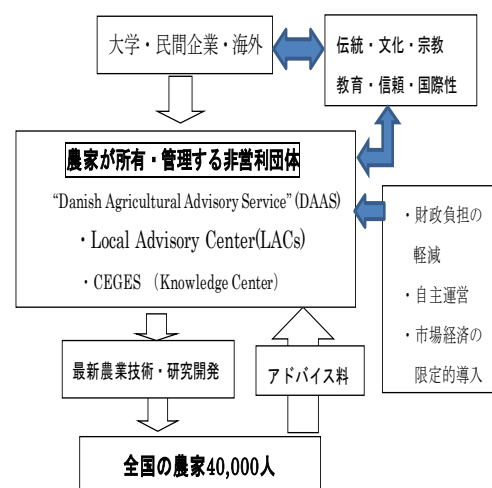 大学・民間企業・海外
伝統・文化・宗教
教育・信頼・国際性
農家が所有・管理する非営利団体
“Danish Agricultural Advisory Service” (DAAS)
・Local Advisory Center(LACs)
・CEGES （Knowledge Center）
・財政負担の
軽減
・自主運営
・市場経済の
限定的導入
最新農業技術・研究開発
アドバイス料
全国の農家40,000人